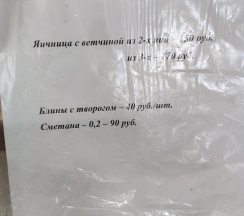 Яичница с ветчиной из 2-х яиц – 150 руб.
из 3-х – 170 руб.
Блины с творогом – 40 руб./шт.
Сметана – 0,2 – 90 руб.